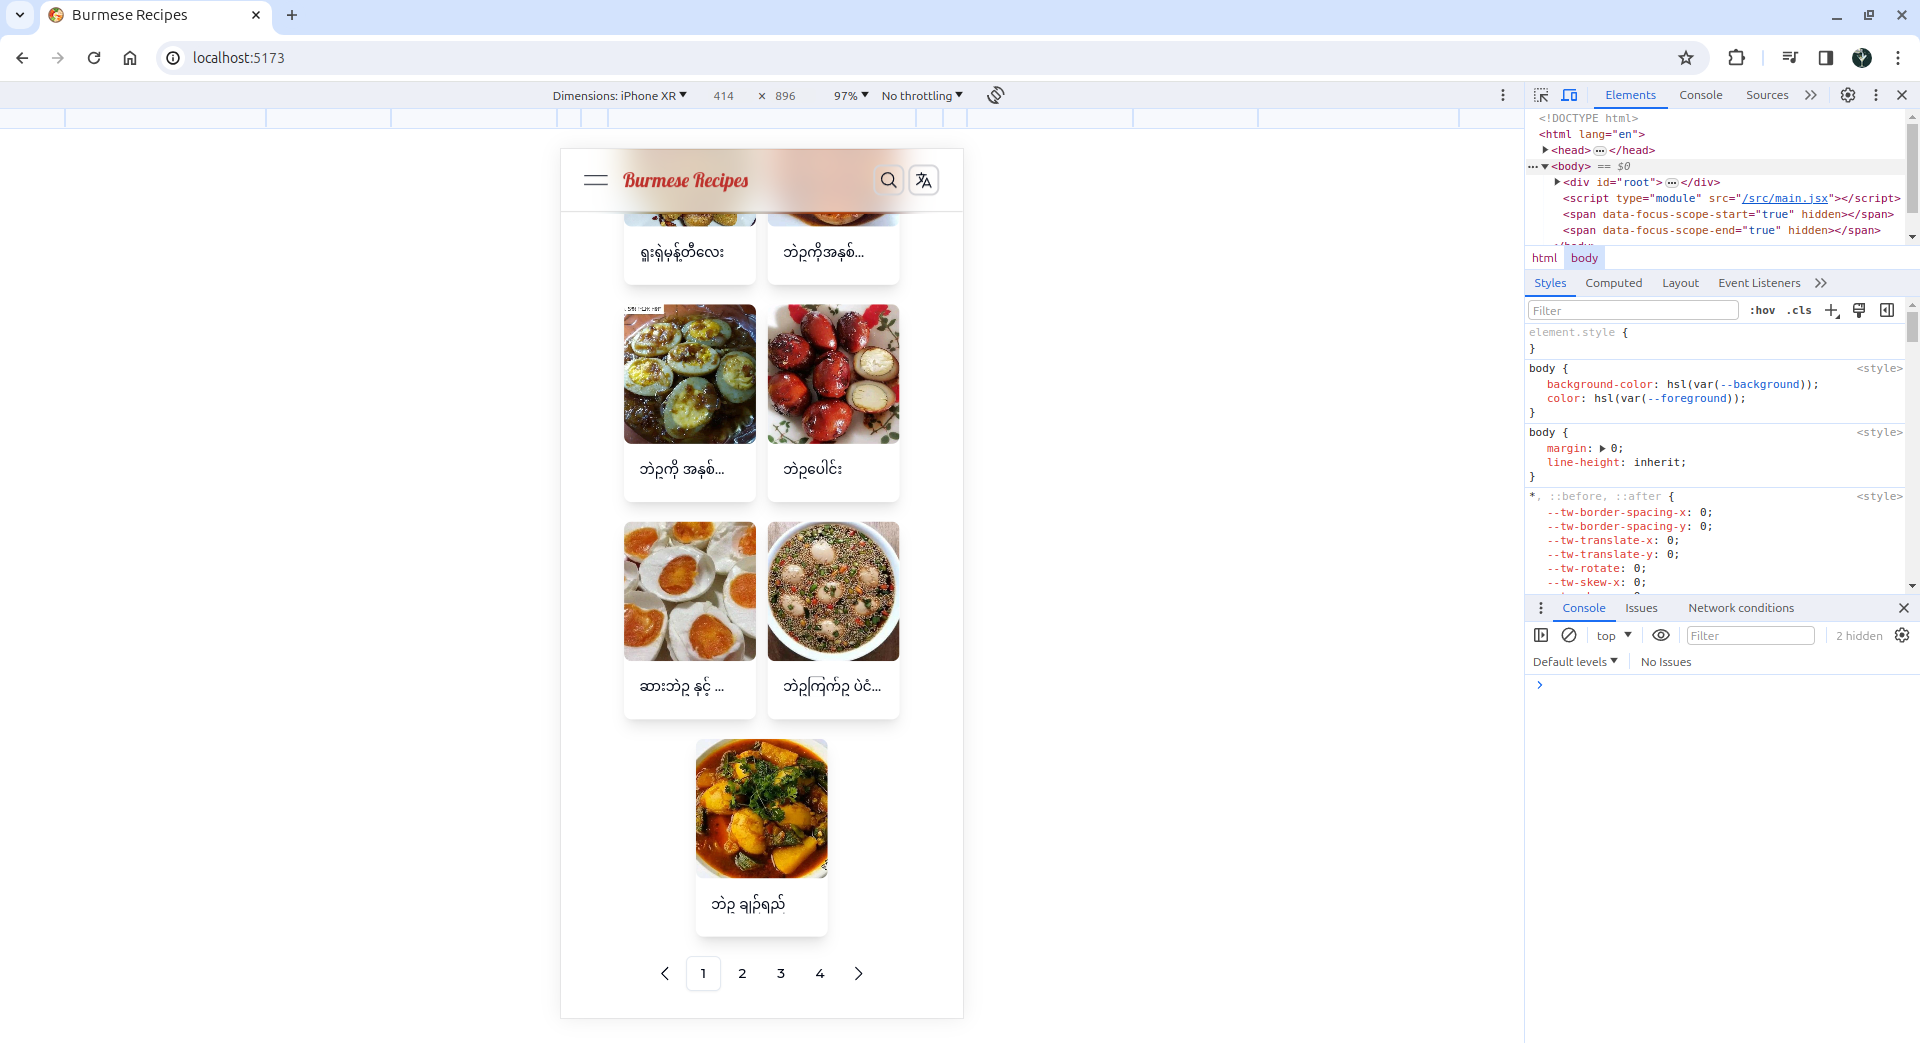 Burmese Recipes
localhost:5173
Dimensions: iPhone XR 414 × 896 97% No throttling
Burmese Recipes
ရှူးရှဲမုန့်တီလေး
ဘဲဥကိုအနှစ်...
ဘဲဥကို အနှစ်...
ဘဲဥပေါင်း
ဆားဘဲဥ နှင့် ...
ဘဲဥကြက်ဥ ပဲငံ...
ဘဲဥ ချဉ်ရည်
1 2 3 4
Elements Console Sources
<!DOCTYPE html>
<html lang="en">
<head> ... </head>
... <body> == $0
<div id="root"> ... </div>
<script type="module" src="/src/main.jsx"></script>
<span data-focus-scope-start="true" hidden></span>
<span data-focus-scope-end="true" hidden></span>
html body
Styles Computed Layout Event Listeners
Filter :hov .cls
element.style {
}
body { <style>
background-color: hsl(var(--background));
color: hsl(var(--foreground));
}
body { <style>
margin: 0;
line-height: inherit;
}
*, ::before, ::after { <style>
--tw-border-spacing-x: 0;
--tw-border-spacing-y: 0;
--tw-translate-x: 0;
--tw-translate-y: 0;
--tw-rotate: 0;
--tw-skew-x: 0;
Console Issues Network conditions
top Filter 2 hidden
Default levels No Issues